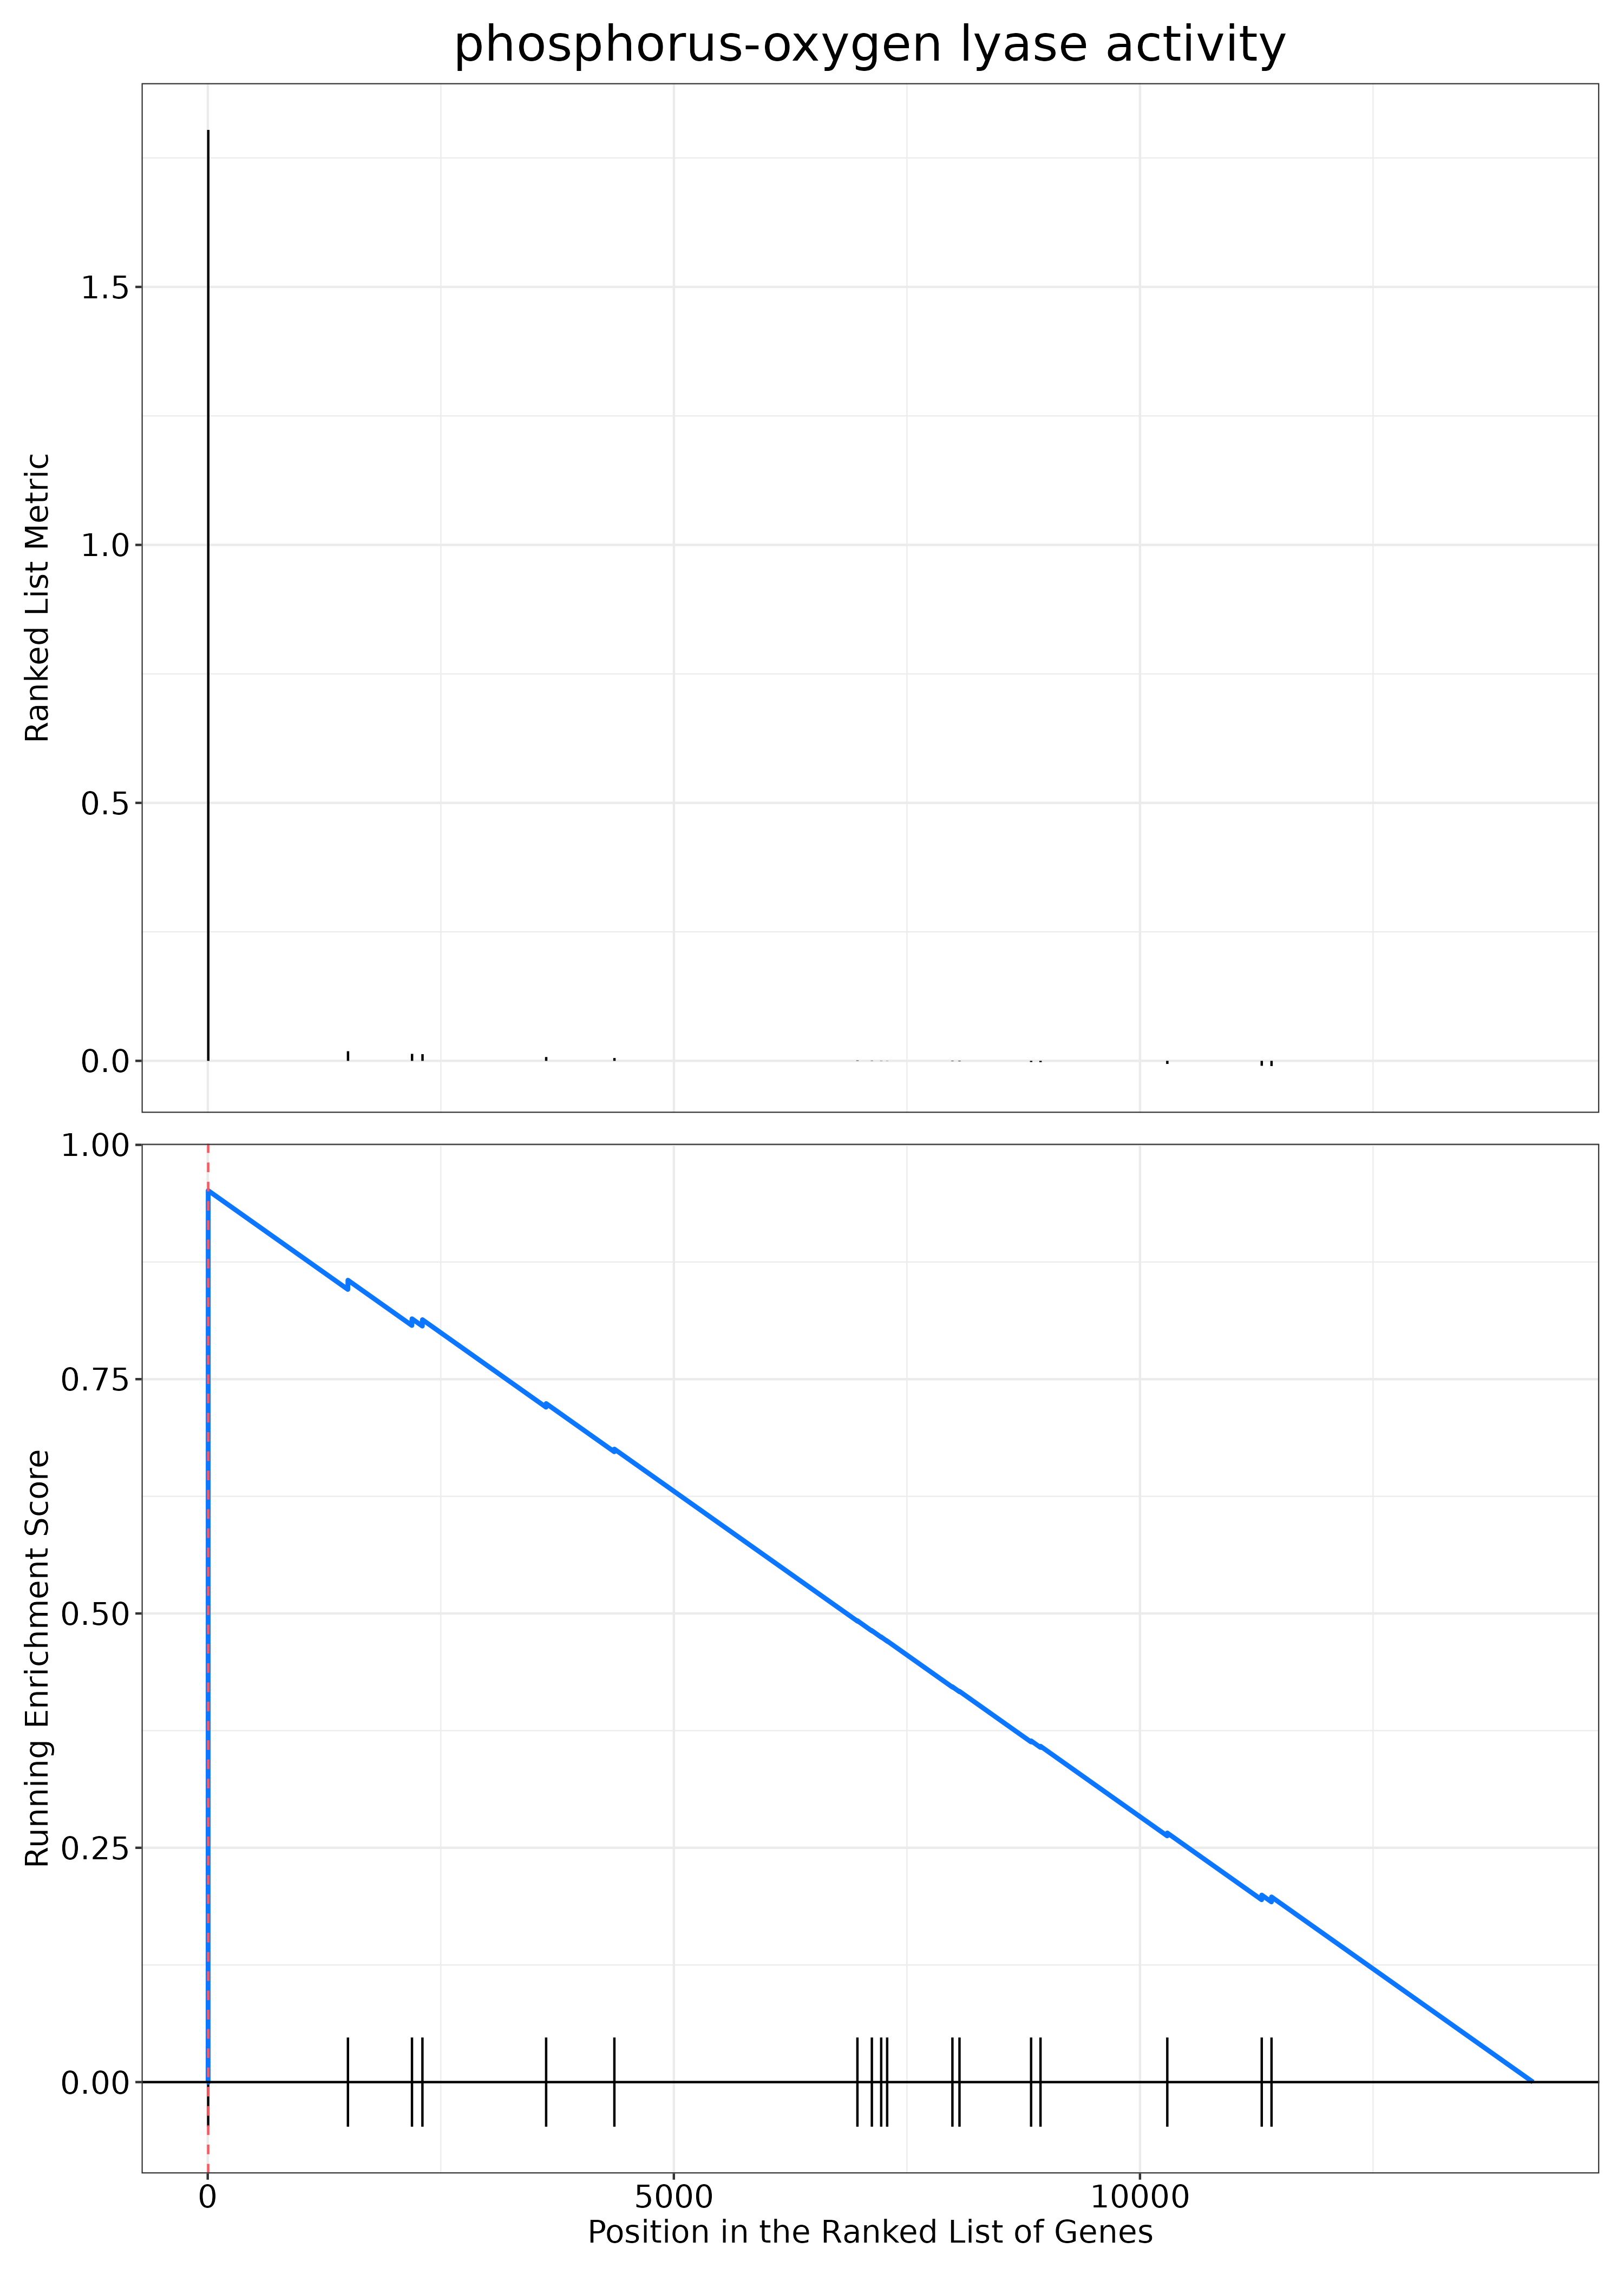 phosphorus-oxygen lyase activity
Ranked List Metric
1.5
1.0
0.5
0.0
Running Enrichment Score
1.00
0.75
0.50
0.25
0.00
0 5000 10000
Position in the Ranked List of Genes